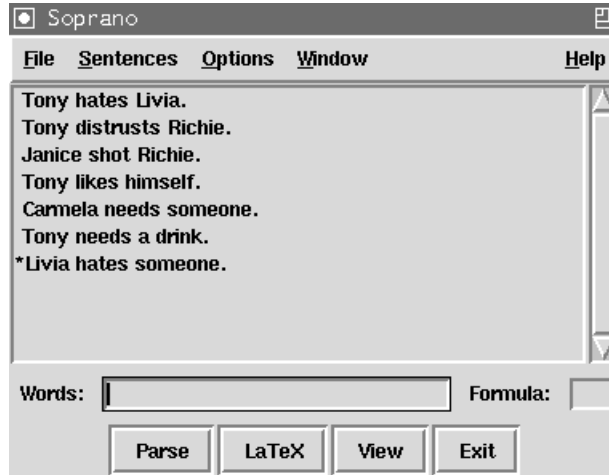 Soprano
File Sentences Options Window Help
Tony hates Livia.
Tony distrusts Richie.
Janice shot Richie.
Tony likes himself.
Carmela needs someone.
Tony needs a drink.
*Livia hates someone.
Words: Formula:
Parse LaTeX View Exit